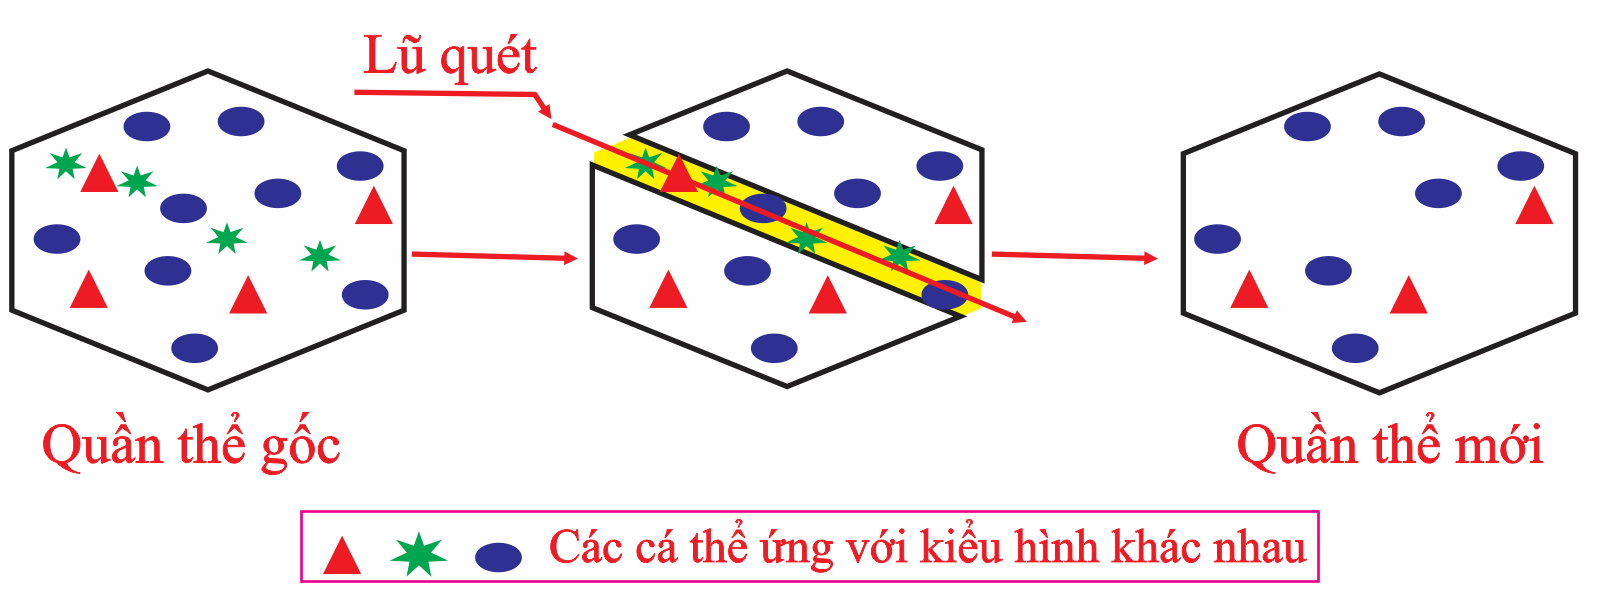 Lũ quét
Quần thể gốc
Quần thể mới
Các cá thể ứng với kiểu hình khác nhau